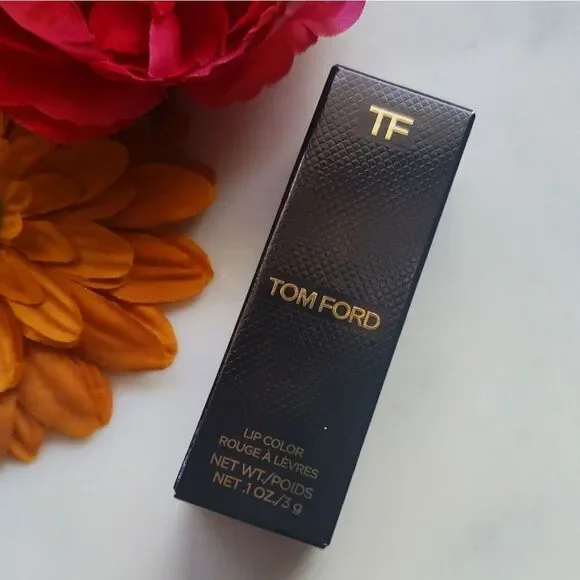 TF
TOM FORD
LIP COLOR
ROUGE À LÈVRES
NET WT./POIDS
NET .1 OZ./3 g